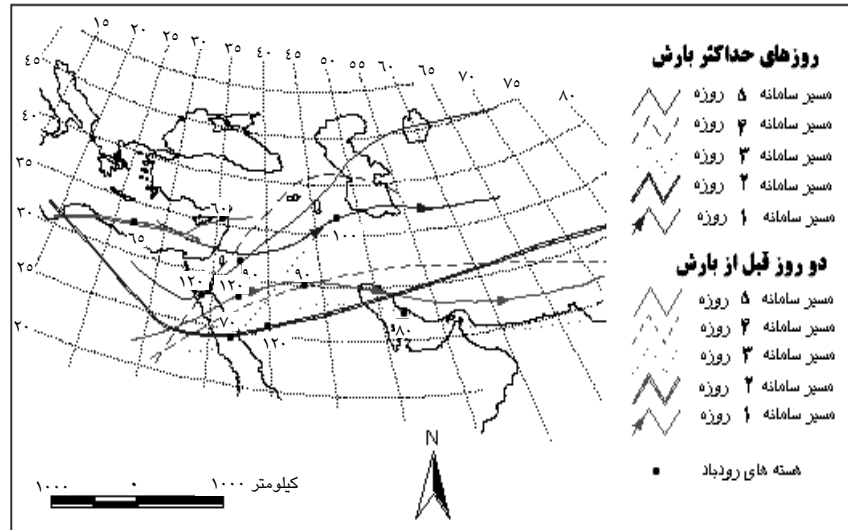 ۱۵ ۲۰ ۲۵ ۳۰ ۳۵ ۴۰ ۴۵ ۵۰ ۵۵ ۶۰ ۶۵ ۷۰ ۷۵ ۸۰
۴۵
۴۰
۳۵
۳۰
۲۵
۲۰
۶۰
۶۵
۱۰۰
۹۰
۹۰
۱۲۰
۱۲۰
۷۰
۱۲۰
۸۰
روزهای حداکثر بارش
مسیر سامانه ۵ روزه
مسیر سامانه ۴ روزه
مسیر سامانه ۳ روزه
مسیر سامانه ۲ روزه
مسیر سامانه ۱ روزه
دو روز قبل از بارش
مسیر سامانه ۵ روزه
مسیر سامانه ۴ روزه
مسیر سامانه ۳ روزه
مسیر سامانه ۲ روزه
مسیر سامانه ۱ روزه
هسته های رودباد
N
۱۰۰۰ ۰ ۱۰۰۰ کیلومتر